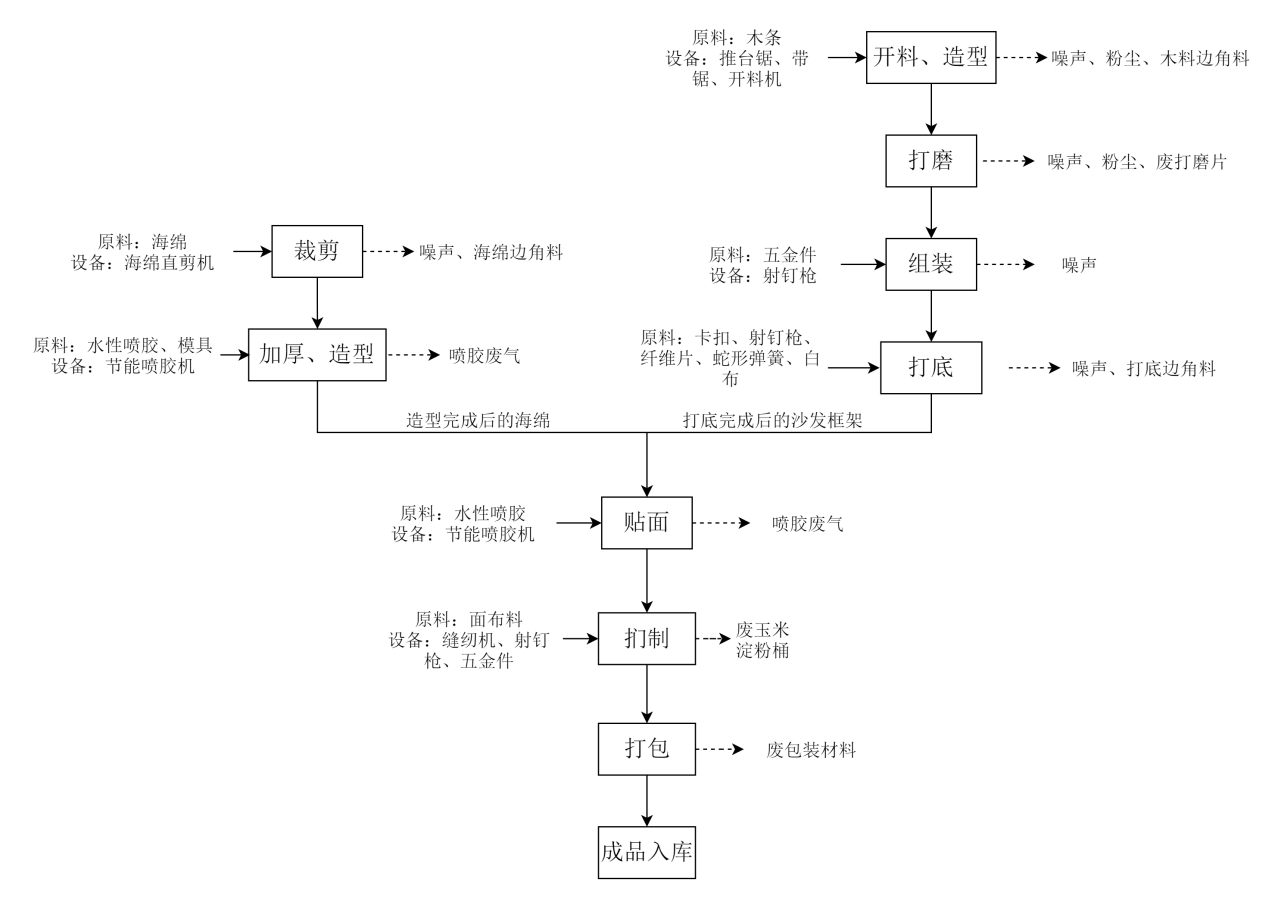 原料：木条
设备：推台锯、带
锯、开料机
开料、造型
噪声、粉尘、木料边角料
打磨
噪声、粉尘、废打磨片
原料：海绵
设备：海绵直剪机
裁剪
噪声、海绵边角料
原料：五金件
设备：射钉枪
组装
噪声
原料：水性喷胶、模具
设备：节能喷胶机
加厚、造型
喷胶废气
原料：卡扣、射钉枪、
纤维片、蛇形弹簧、白
布
打底
噪声、打底边角料
造型完成后的海绵
打底完成后的沙发框架
原料：水性喷胶
设备：节能喷胶机
贴面
喷胶废气
原料：面布料
设备：缝纫机、射钉
枪、五金件
扪制
废玉米
淀粉桶
打包
废包装材料
成品入库